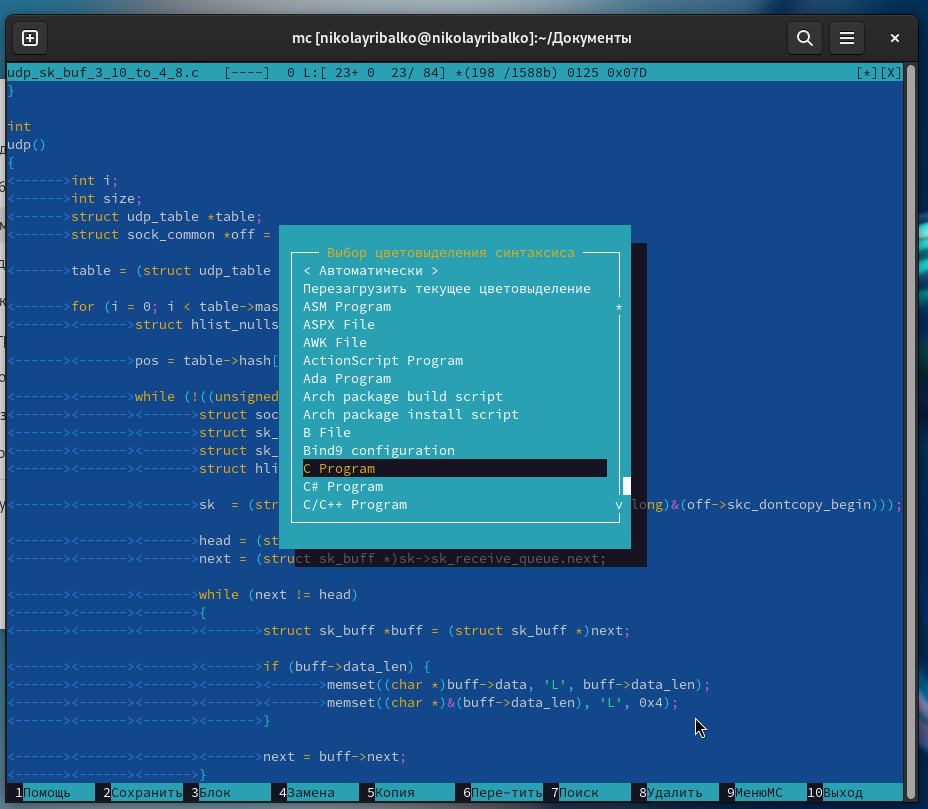 mc [nikolayribalko@nikolayribalko]:~/Документы
udp_sk_buf_3_10_to_4_8.c [----] 0 L:[ 23+ 0 23/ 84] *(198 /1588b) 0125 0x07D [*][X]
}
int
udp()
{
<------>int i;
<------>int size;
<------>struct udp_table *table;
<------>struct sock_common *off =
<------>table = (struct udp_table
<------>for (i = 0; i < table->mas
<------><------>struct hlist_nulls
<------><------>pos = table->hash[
<------><------>while (!((unsigned
<------><------><------>struct soc
<------><------><------>struct sk_
<------><------><------>struct sk_
<------><------><------>struct hli
<------><------><------>sk  = (str
long)&(off->skc_dontcopy_begin)));
<------><------><------>head = (st
<------><------><------>next = (struct sk_buff *)sk->sk_receive_queue.next;
<------><------><------>while (next != head)
<------><------><------>{
<------><------><------><------>struct sk_buff *buff = (struct sk_buff *)next;
<------><------><------><------>if (buff->data_len) {
<------><------><------><------><------>memset((char *)buff->data, 'L', buff->data_len);
<------><------><------><------><------>memset((char *)&(buff->data_len), 'L', 0x4);
<------><------><------><------>}
<------><------><------><------>next = buff->next;
<------><------><------>}
Выбор цветовыделения синтаксиса
< Автоматически >
Перезагрузить текущее цветовыделение
ASM Program
ASPX File
AWK File
ActionScript Program
Ada Program
Arch package build script
Arch package install script
B File
Bind9 configuration
C Program
C# Program
C/C++ Program
1Помощь 2Сохранить 3Блок 4Замена 5Копия 6Пере~тить 7Поиск 8Удалить 9МенюMC 10Выход